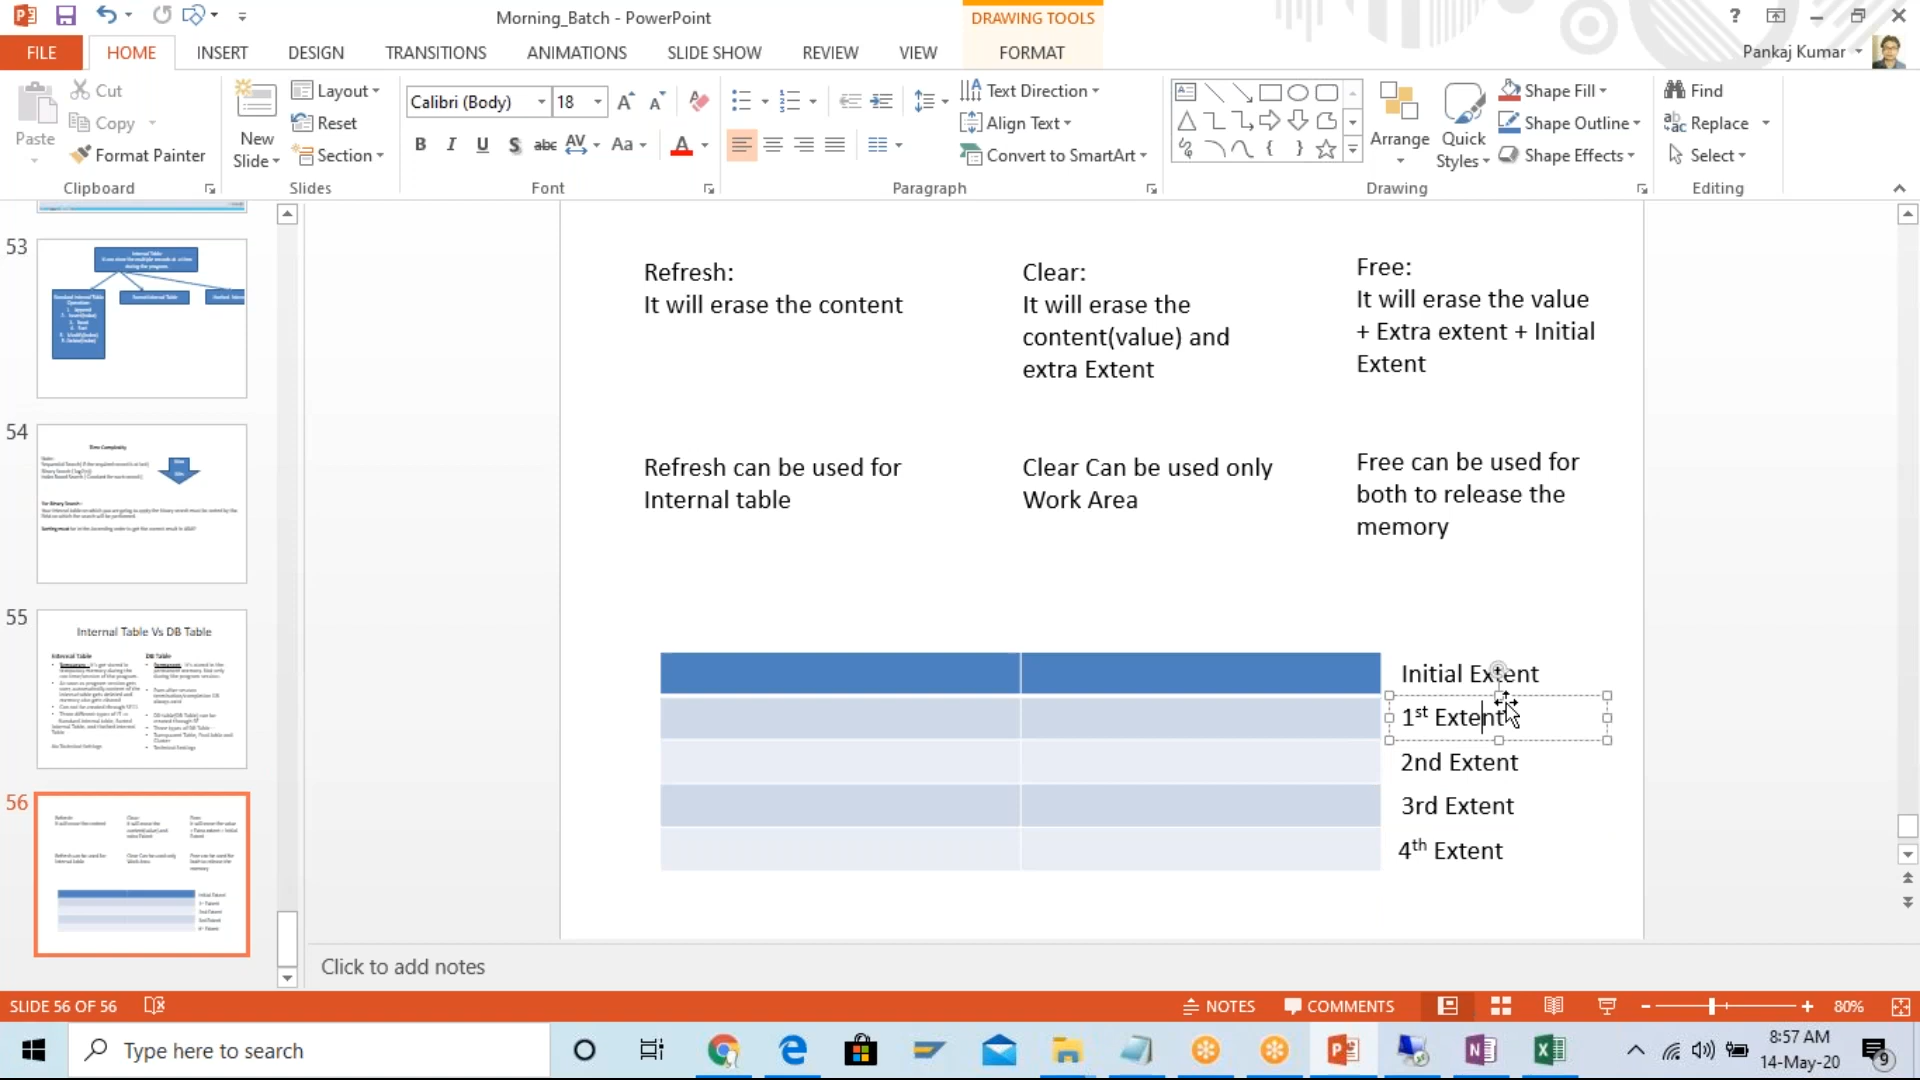 Morning_Batch - PowerPoint
DRAWING TOOLS
FILE HOME INSERT DESIGN TRANSITIONS ANIMATIONS SLIDE SHOW REVIEW VIEW FORMAT
Pankaj Kumar
Paste
Cut
Copy
Format Painter
Clipboard
New Slide
Layout
Reset
Section
Slides
Calibri (Body) 18
Font
Paragraph
Text Direction
Align Text
Convert to SmartArt
Arrange
Quick Styles
Shape Fill
Shape Outline
Shape Effects
Drawing
Find
Replace
Select
Editing
53
54
55
Internal Table Vs DB Table
56
Refresh:
It will erase the content
Clear:
It will erase the
content(value) and
extra Extent
Free:
It will erase the value
+ Extra extent + Initial
Extent
Refresh can be used for
Internal table
Clear Can be used only
Work Area
Free can be used for
both to release the
memory
Initial Extent
1st Extent
2nd Extent
3rd Extent
4th Extent
Click to add notes
SLIDE 56 OF 56
NOTES COMMENTS 80%
Type here to search
8:57 AM
14-May-20
9